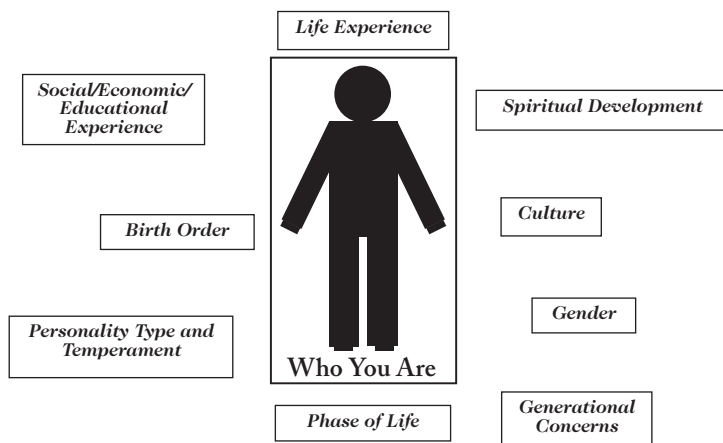 Life Experience
Social/Economic/
Educational
Experience
Spiritual Development
Birth Order
Culture
Personality Type and
Temperament
Gender
Who You Are
Phase of Life
Generational
Concerns